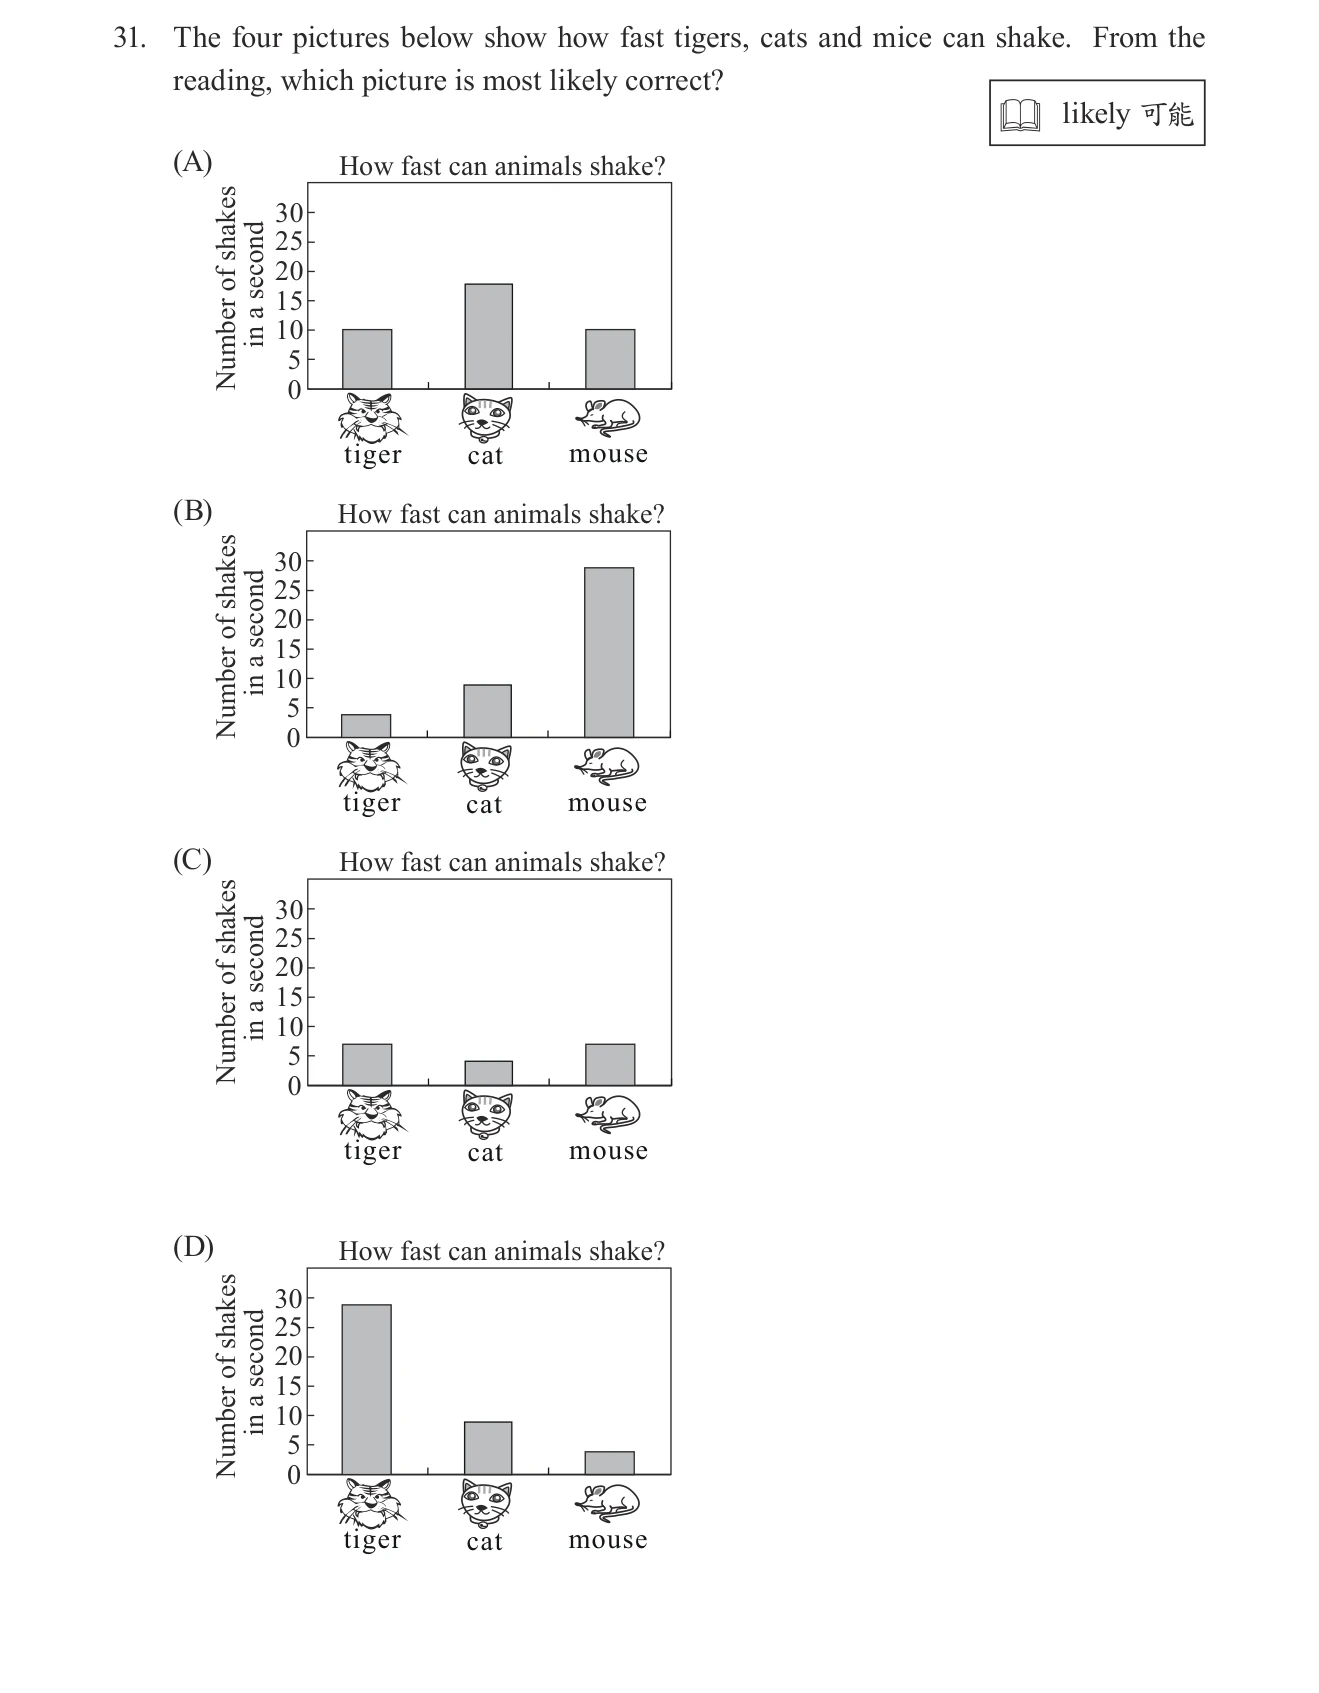 31. The four pictures below show how fast tigers, cats and mice can shake. From the
reading, which picture is most likely correct?
likely 可能
(A)
How fast can animals shake?
Number of shakes
in a second
30
25
20
15
10
5
0
tiger
cat
mouse
(B)
How fast can animals shake?
Number of shakes
in a second
30
25
20
15
10
5
0
tiger
cat
mouse
(C)
How fast can animals shake?
Number of shakes
in a second
30
25
20
15
10
5
0
tiger
cat
mouse
(D)
How fast can animals shake?
Number of shakes
in a second
30
25
20
15
10
5
0
tiger
cat
mouse